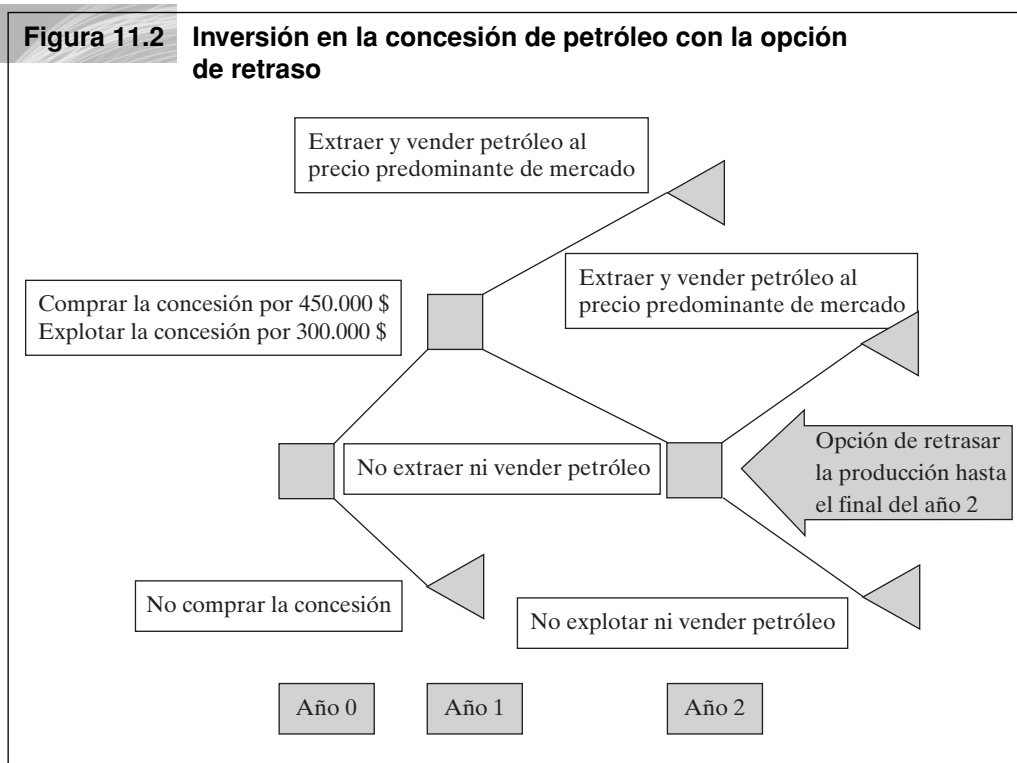 Figura 11.2
Inversión en la concesión de petróleo con la opción
de retraso
Extraer y vender petróleo al
precio predominante de mercado
Extraer y vender petróleo al
precio predominante de mercado
Comprar la concesión por 450.000 $
Explotar la concesión por 300.000 $
No extraer ni vender petróleo
Opción de retrasar
la producción hasta
el final del año 2
No comprar la concesión
No explotar ni vender petróleo
Año 0
Año 1
Año 2